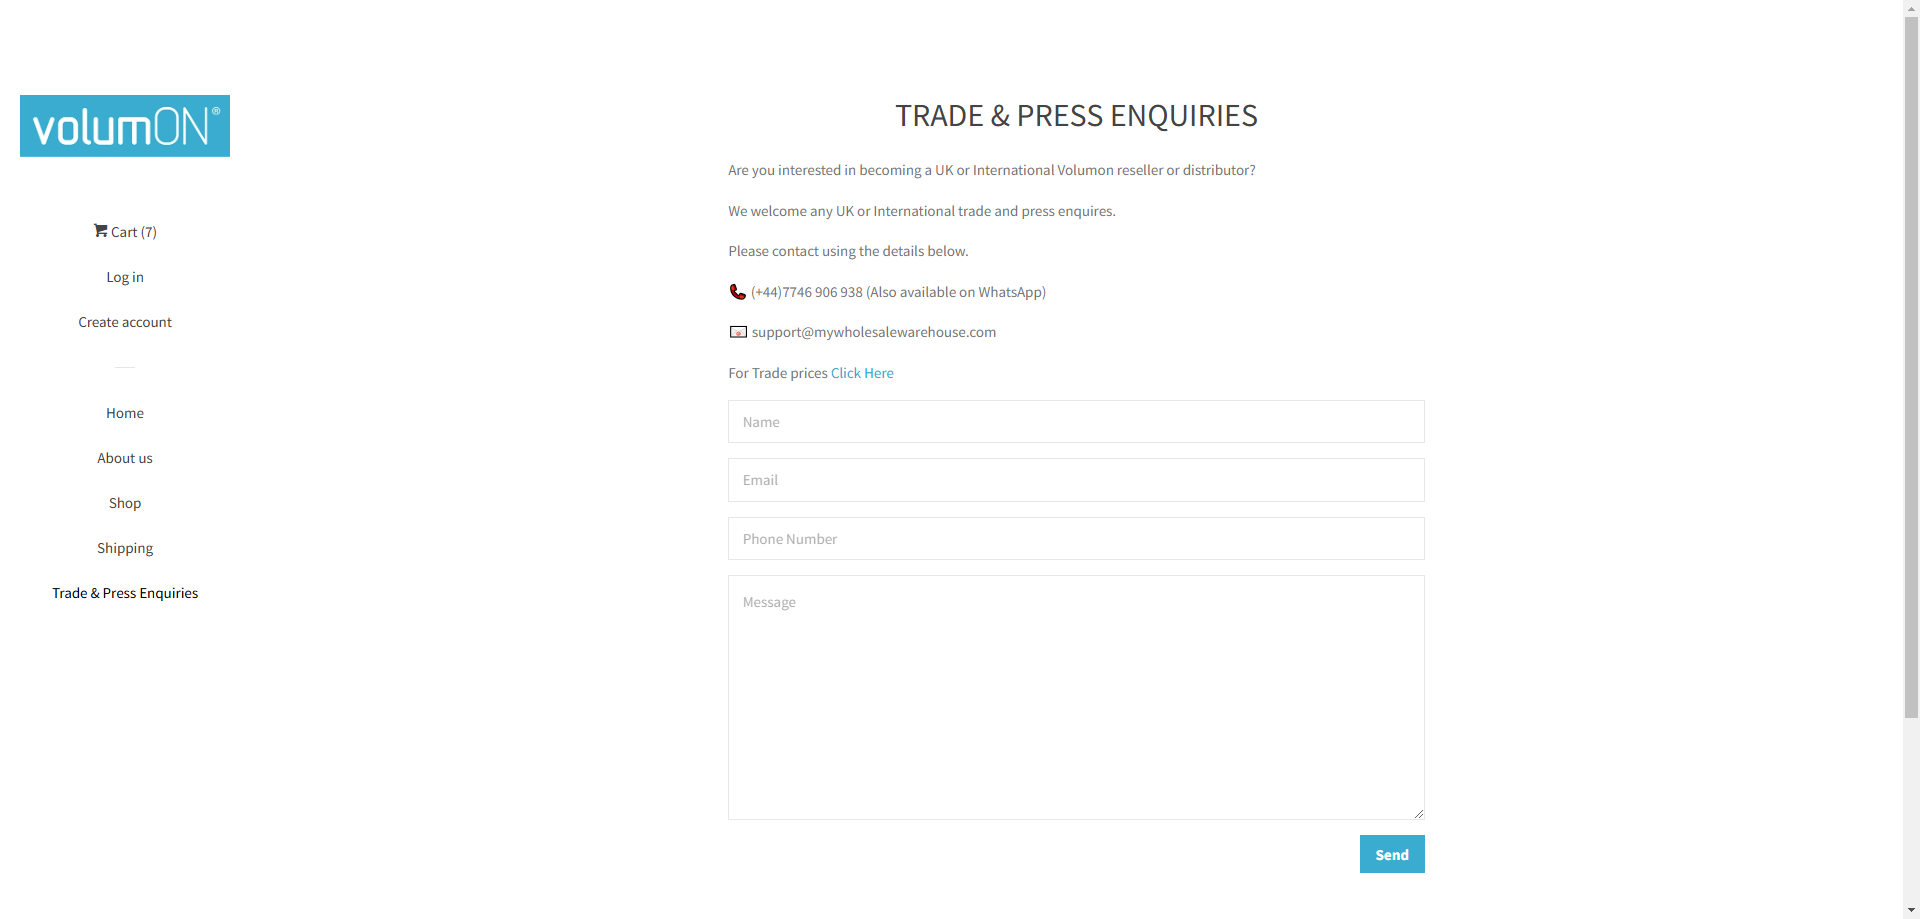 volumON®
Cart (7)
Log in
Create account
Home
About us
Shop
Shipping
Trade & Press Enquiries
TRADE & PRESS ENQUIRIES
Are you interested in becoming a UK or International Volumon reseller or distributor?
We welcome any UK or International trade and press enquires.
Please contact using the details below.
(+44)7746 906 938 (Also available on WhatsApp)
support@mywholesalewarehouse.com
For Trade prices Click Here
Name
Email
Phone Number
Message
Send